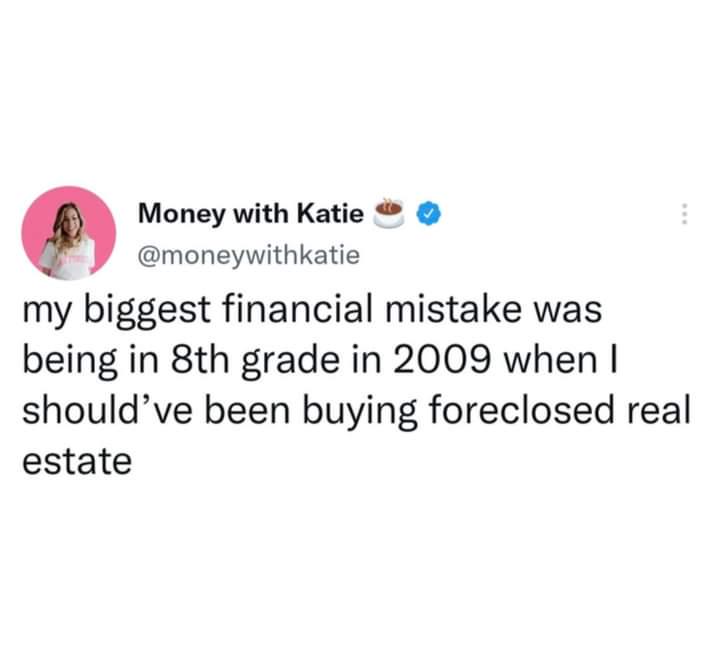 Money with Katie ☕
@moneywithkatie
my biggest financial mistake was
being in 8th grade in 2009 when I
should’ve been buying foreclosed real
estate